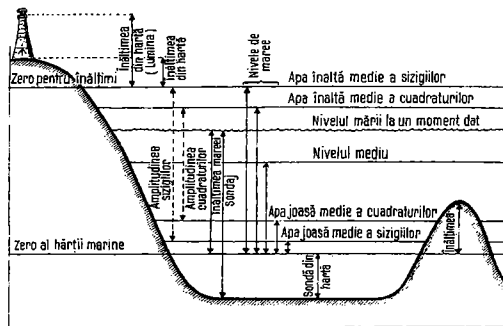 Înălțimea
din hartă
(lumina)
Înălțimea
din hartă
Nivele de
maree
Zero pentru înălțimi
Apa înaltă medie a sizigiilor
Apa înaltă medie a cuadraturilor
Nivelul mării la un moment dat
Nivelul mediu
Amplitudinea
sizigiilor
Amplitudinea
cuadraturilor
Înălțimea mareei
Sondaj
Apa joasă medie a cuadraturilor
Apa joasă medie a sizigiilor
Zero al hărții marine
Sondă din
hartă
Înălțimea